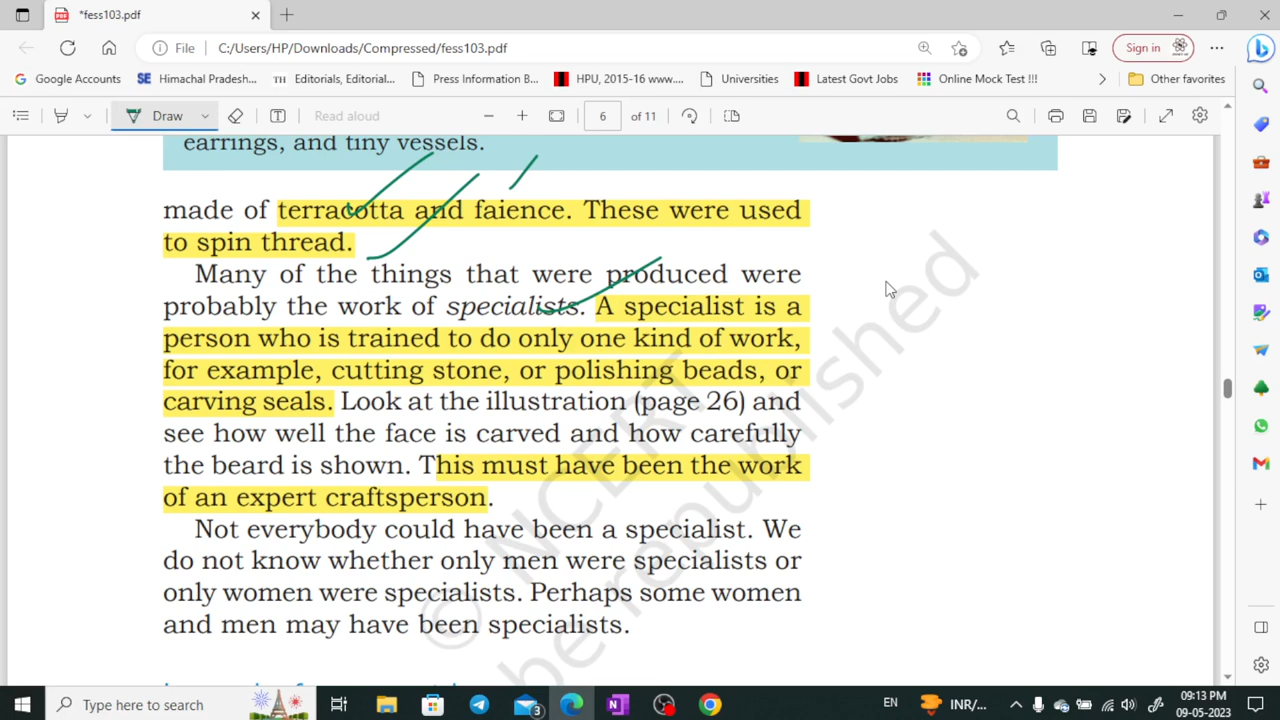 *fess103.pdf
File C:/Users/HP/Downloads/Compressed/fess103.pdf Sign in
Google Accounts SE Himachal Pradesh... TH Editorials, Editorial... Press Information B... HPU, 2015-16 www.... Universities Latest Govt Jobs Online Mock Test !!! Other favorites
Draw Read aloud 6 of 11
earrings, and tiny vessels.
made of terracotta and faience. These were used
to spin thread.
Many of the things that were produced were
probably the work of specialists. A specialist is a
person who is trained to do only one kind of work,
for example, cutting stone, or polishing beads, or
carving seals. Look at the illustration (page 26) and
see how well the face is carved and how carefully
the beard is shown. This must have been the work
of an expert craftsperson.
Not everybody could have been a specialist. We
do not know whether only men were specialists or
only women were specialists. Perhaps some women
and men may have been specialists.
© NCERT
be republished
Type here to search 3 EN INR/... 09:13 PM
09-05-2023